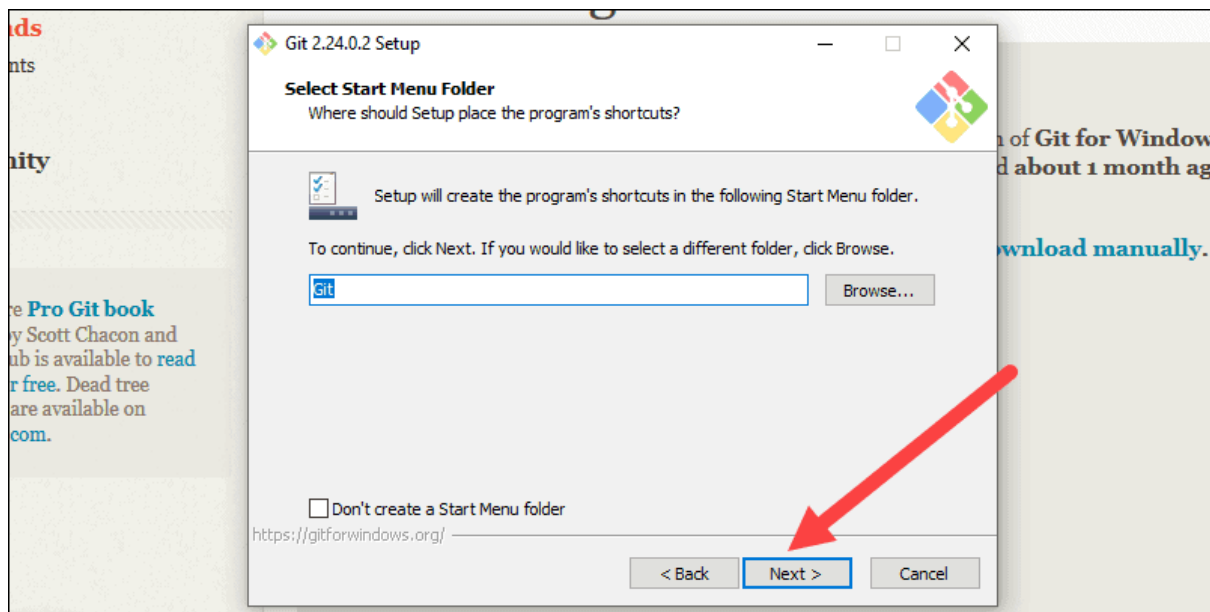 ds
nts
nity
Pro Git book
by Scott Chacon and
is available to read
free. Dead tree
are available on
com.
Git 2.24.0.2 Setup
Select Start Menu Folder
Where should Setup place the program's shortcuts?
Setup will create the program's shortcuts in the following Start Menu folder.
To continue, click Next. If you would like to select a different folder, click Browse.
Git
Browse...
Don't create a Start Menu folder
https://gitforwindows.org/
< Back
Next >
Cancel
of Git for Window
about 1 month ag
wnload manually.